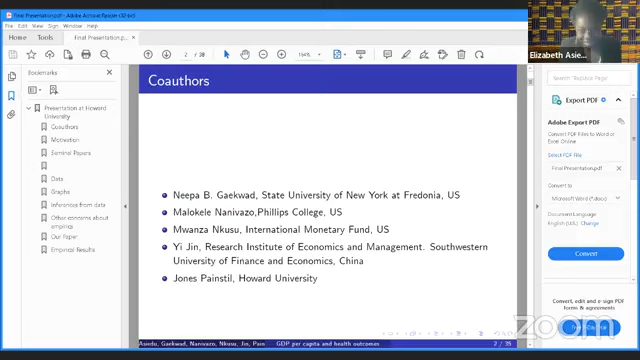 Final Presentation.pdf - Adobe Acrobat Reader DC (32-bit)
File Edit View Sign Window Help
Home Tools Final Presentation.p... ×
2 / 35
154%
Elizabeth Asie...
Bookmarks ×
Presentation at Howard
University
Coauthors
Motivation
Seminal Papers
Data
Graphs
Inferences from data
Other concerns about
empirics
Our Paper
Empirical Results
Coauthors
Neepa B. Gaekwad, State University of New York at Fredonia, US
Malokele Nanivazo,Phillips College, US
Mwanza Nkusu, International Monetary Fund, US
Yi Jin, Research Institute of Economics and Management. Southwestern
University of Finance and Economics, China
Jones Painstil, Howard University
Asiedu, Gaekwad, Nanivazo, Nkusu, Jin, Pain
GDP per capita and health outcomes
2 / 35
Search 'Replace Page'
Export PDF
Adobe Export PDF
Convert PDF Files to Word or
Excel Online
Select PDF File
Final Presentation.pdf ×
Convert to
Microsoft Word (*.docx)
Document Language:
English (U.S.) Change
Convert
Convert, edit and e-sign PDF
forms & agreements
zoom